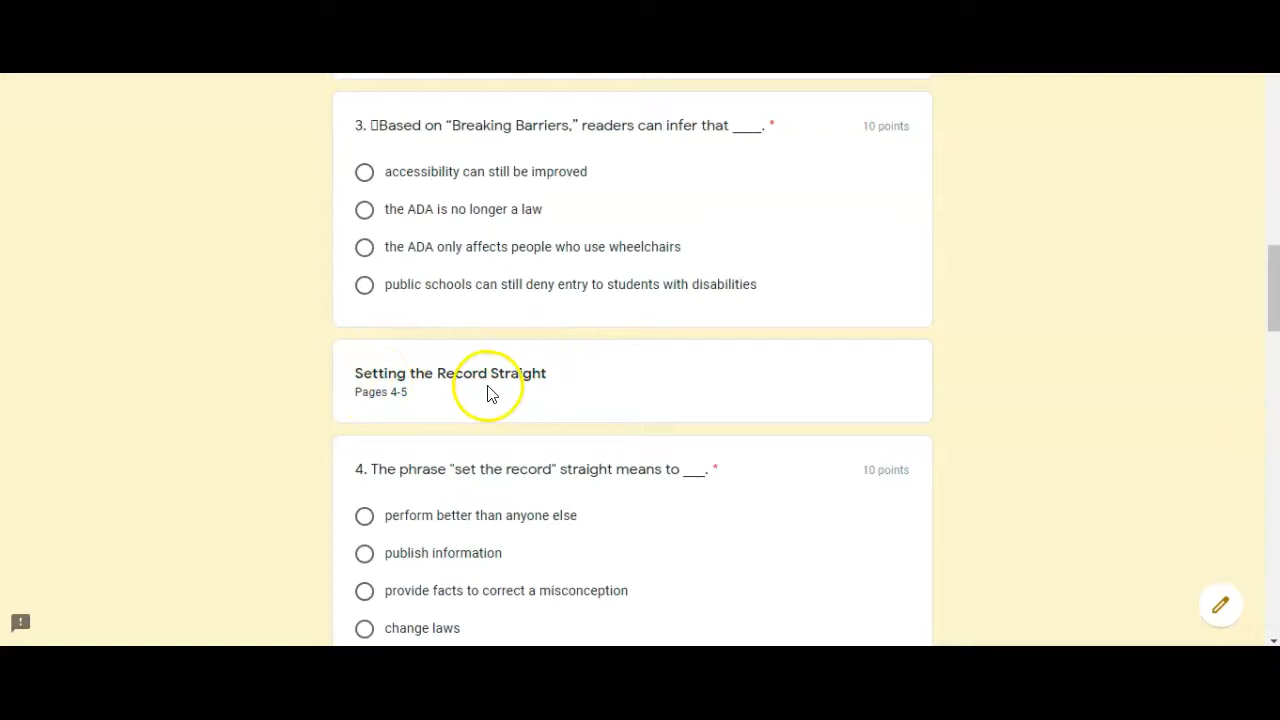 3. Based on “Breaking Barriers,” readers can infer that ____. *
10 points
accessibility can still be improved
the ADA is no longer a law
the ADA only affects people who use wheelchairs
public schools can still deny entry to students with disabilities
Setting the Record Straight
Pages 4-5
4. The phrase "set the record" straight means to ___. *
10 points
perform better than anyone else
publish information
provide facts to correct a misconception
change laws